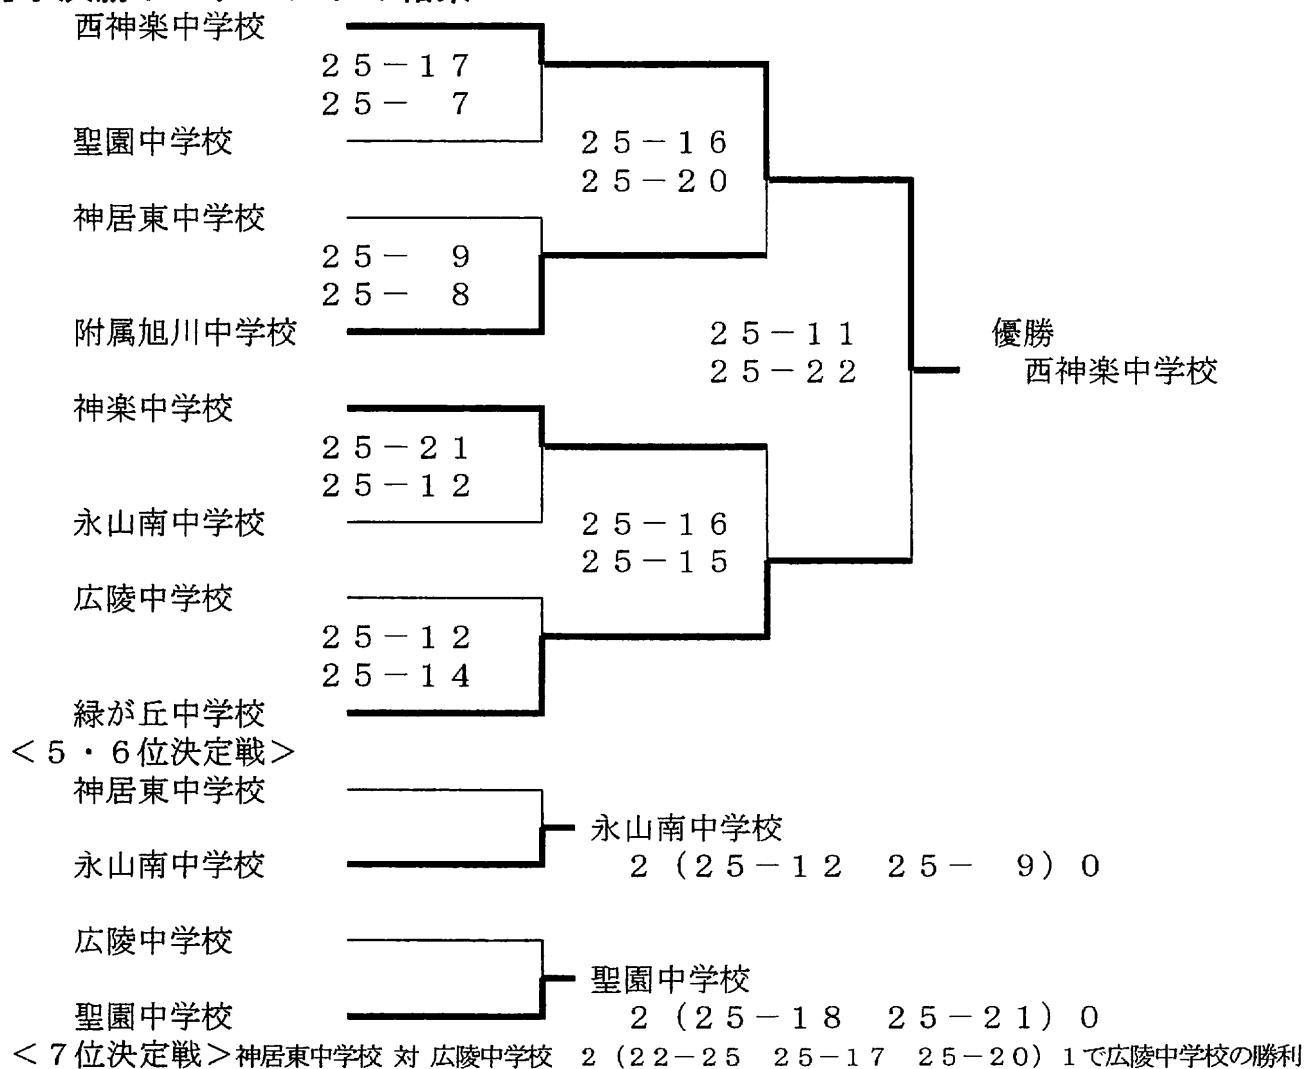 西神楽中学校
25-17
25- 7
聖園中学校
25-16
25-20
神居東中学校
25- 9
25- 8
附属旭川中学校
25-11
25-22
優勝
西神楽中学校
神楽中学校
25-21
25-12
永山南中学校
25-16
25-15
広陵中学校
25-12
25-14
緑が丘中学校
<5・6位決定戦>
神居東中学校
永山南中学校
永山南中学校
2(25-12 25- 9)0
広陵中学校
聖園中学校
聖園中学校
2(25-18 25-21)0
<7位決定戦>神居東中学校 対 広陵中学校 2(22-25 25-17 25-20)1で広陵中学校の勝利